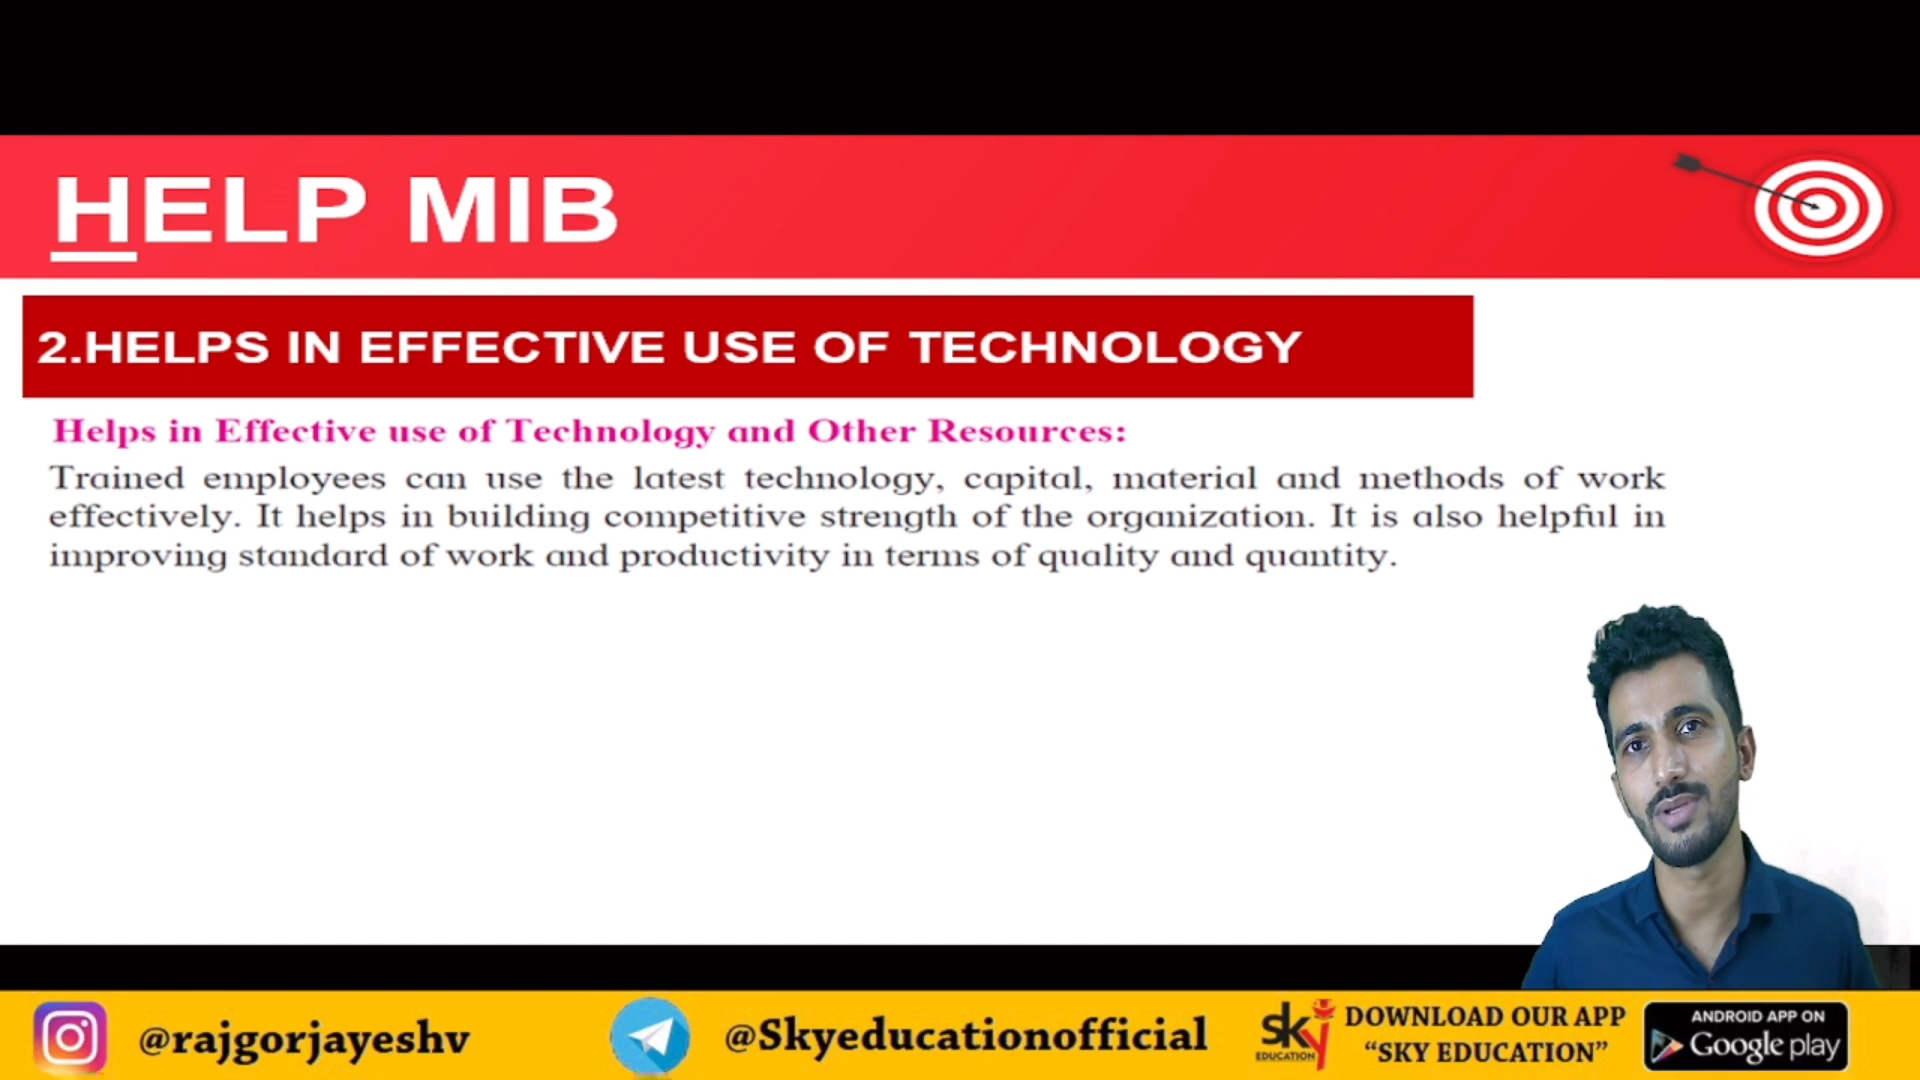 HELP MIB
2.HELPS IN EFFECTIVE USE OF TECHNOLOGY
Helps in Effective use of Technology and Other Resources:
Trained employees can use the latest technology, capital, material and methods of work
effectively. It helps in building competitive strength of the organization. It is also helpful in
improving standard of work and productivity in terms of quality and quantity.
@rajgorjayeshv
@Skyeducationofficial
sky
EDUCATION
DOWNLOAD OUR APP
“SKY EDUCATION”
ANDROID APP ON
Google play